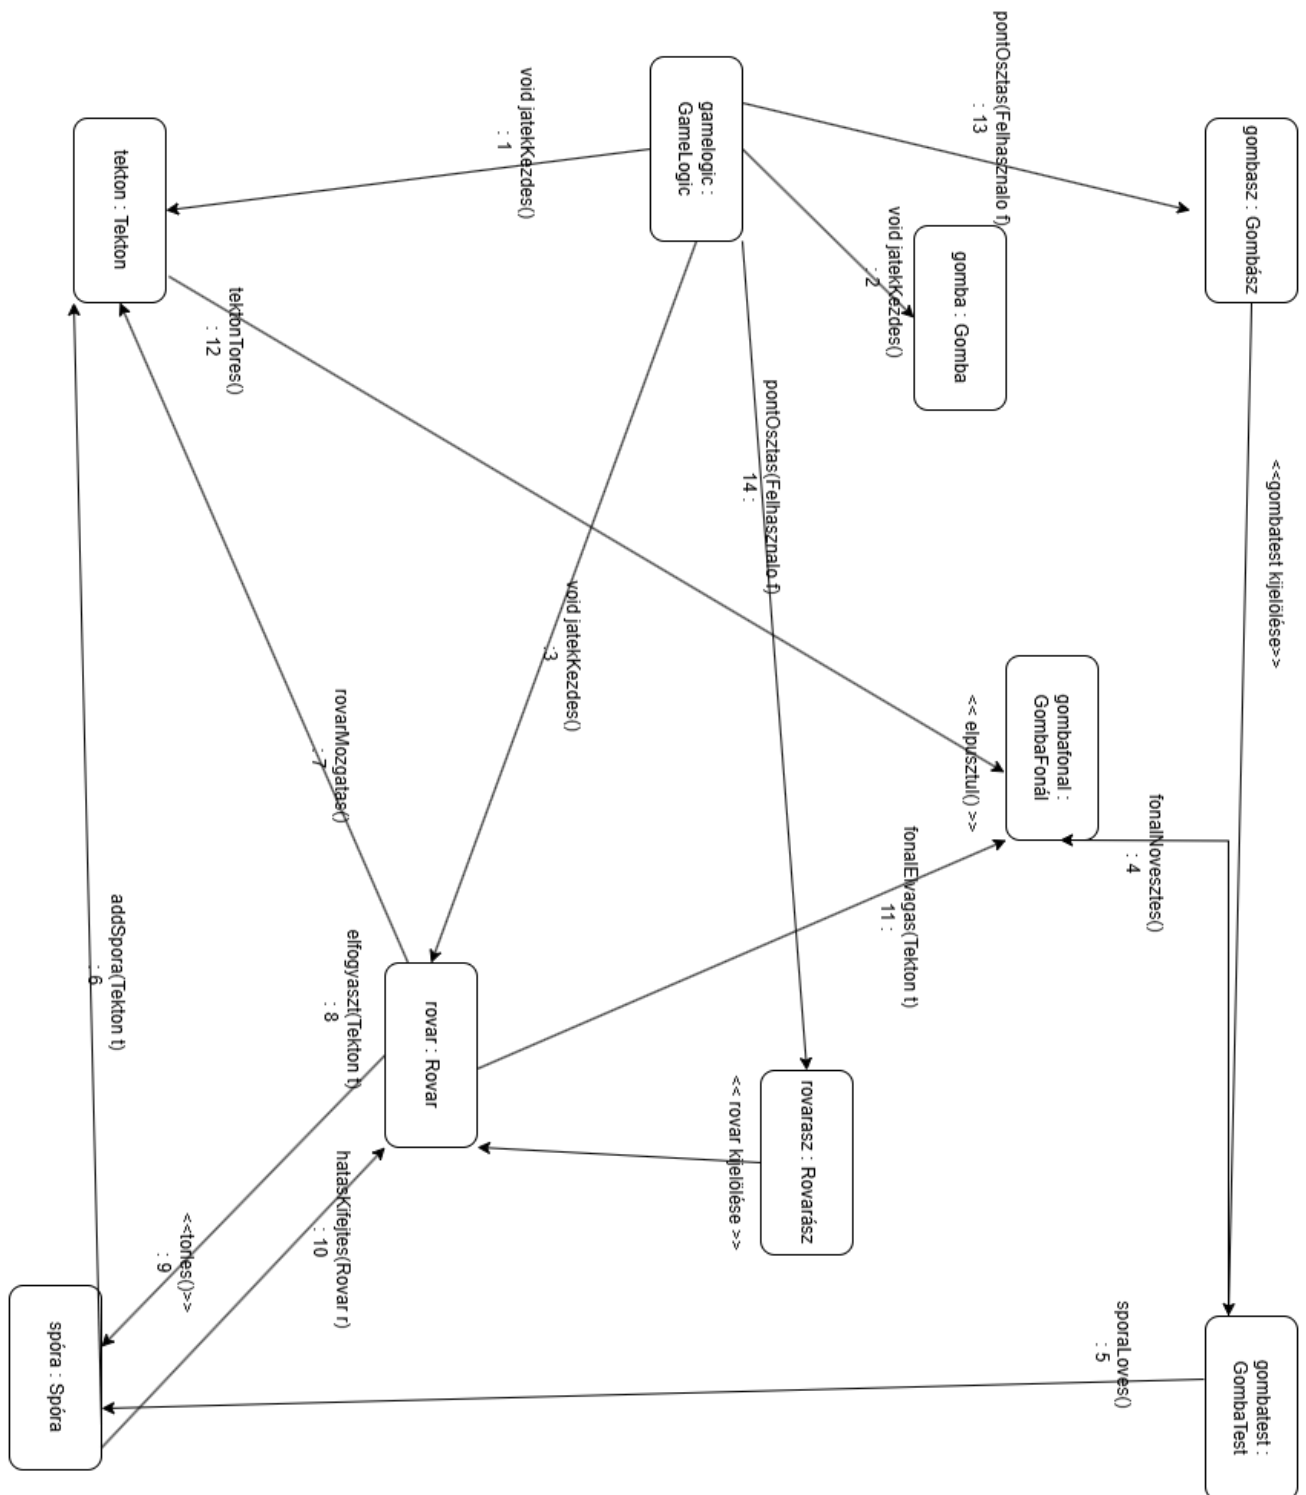 gombasz : Gombász
<<gombatest kijelölése>>
gombatest :
GombaTest
fonalNovesztes()
: 4
sporaLoves()
: 5
pontOsztas(Felhasznalo f)
: 13
gombafonal :
GombaFonál
<< elpusztul() >>
gomba : Gomba
void jatekKezdes()
: 2
fonalElvagas(Tekton t)
11 :
rovarasz : Rovarász
<< rovar kijelölése >>
pontOsztas(Felhasznalo f)
14 :
gamelogic :
GameLogic
void jatekKezdes()
:3
void jatekKezdes()
: 1
rovar : Rovar
elfogyaszt(Tekton t)
: 8
rovarMozgatas()
: 7
hatasKifejtes(Rovar r)
: 10
tektonTores()
: 12
<<torles()>>
: 9
tekton : Tekton
addSpora(Tekton t)
: 6
spóra : Spóra